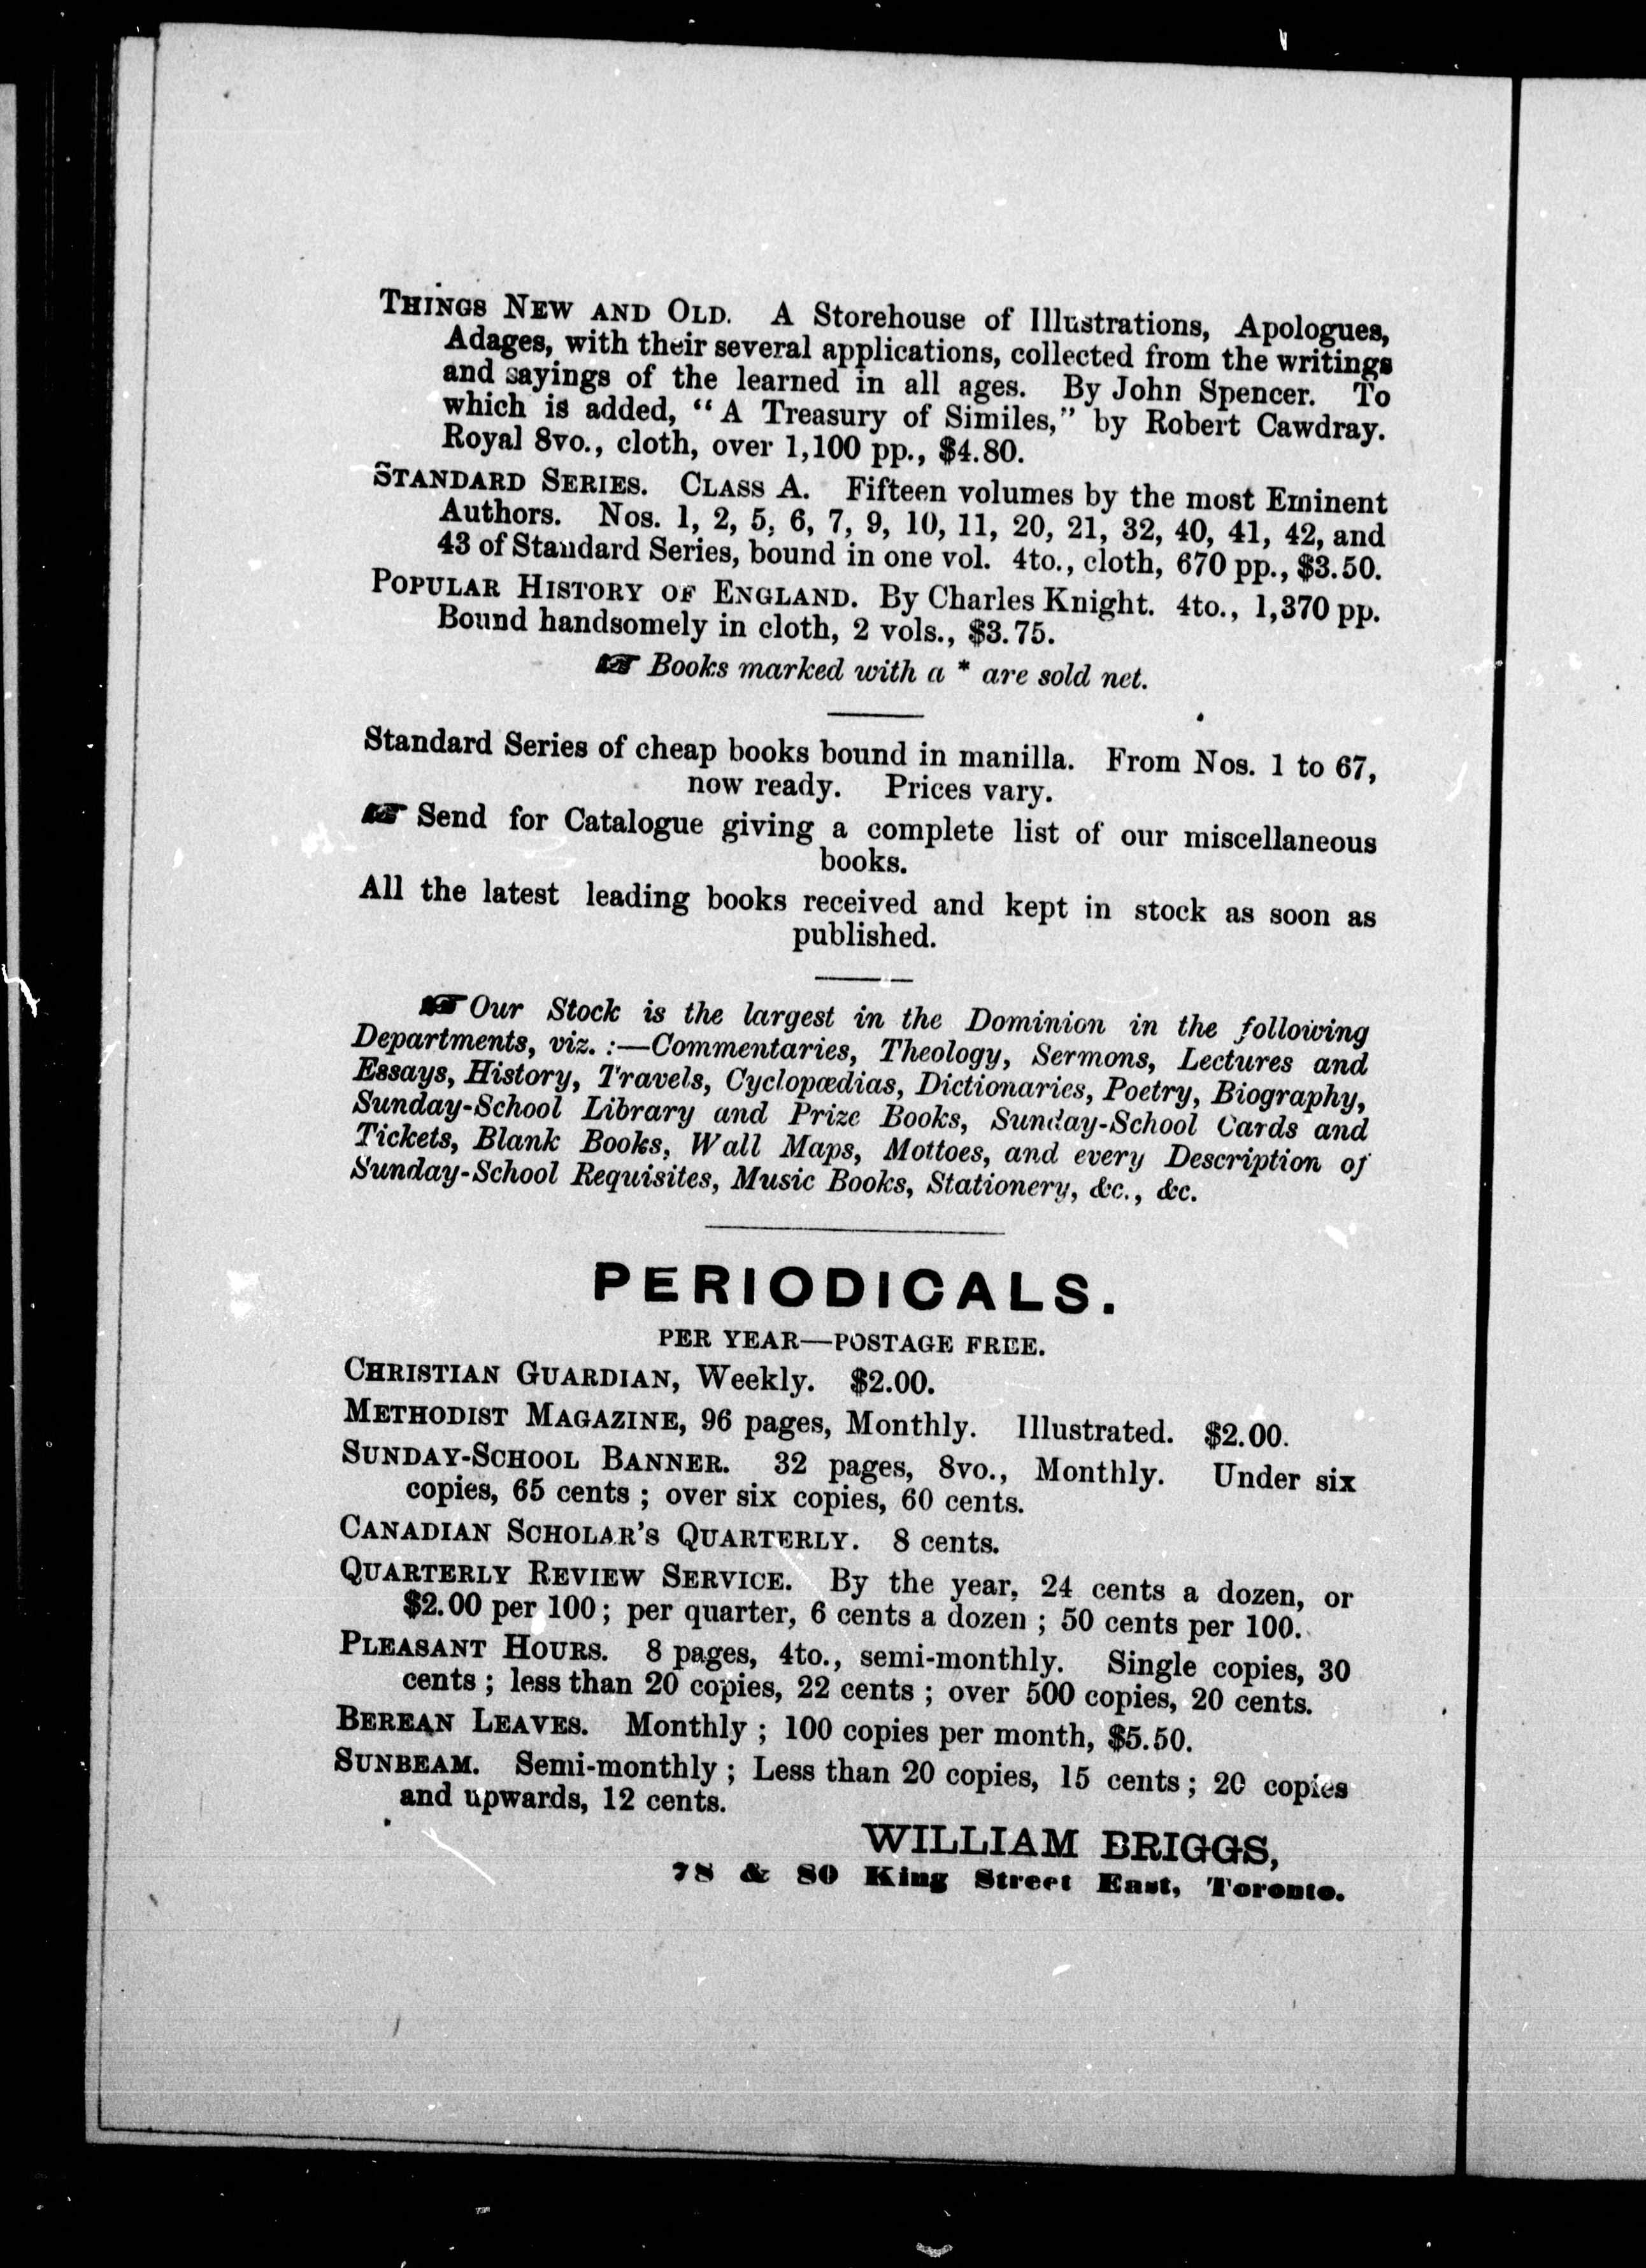 THINGS NEW AND OLD. A Storehouse of Illustrations, Apologues,
Adages, with their several applications, collected from the writings
and sayings of the learned in all ages. By John Spencer. To
which is added, "A Treasury of Similes," by Robert Cawdray.
Royal 8vo., cloth, over 1,100 pp., $4.80.
STANDARD SERIES. CLASS A. Fifteen volumes by the most Eminent
Authors. Nos. 1, 2, 5, 6, 7, 9, 10, 11, 20, 21, 32, 40, 41, 42, and
43 of Standard Series, bound in one vol. 4to., cloth, 670 pp., $3.50.
POPULAR HISTORY OF ENGLAND. By Charles Knight. 4to., 1,370 pp.
Bound handsomely in cloth, 2 vols., $3.75.
☞ Books marked with a * are sold net.
Standard Series of cheap books bound in manilla. From Nos. 1 to 67,
now ready. Prices vary.
☞ Send for Catalogue giving a complete list of our miscellaneous
books.
All the latest leading books received and kept in stock as soon as
published.
☞ Our Stock is the largest in the Dominion in the following
Departments, viz. :—Commentaries, Theology, Sermons, Lectures and
Essays, History, Travels, Cyclopœdias, Dictionaries, Poetry, Biography,
Sunday-School Library and Prize Books, Sunday-School Cards and
Tickets, Blank Books, Wall Maps, Mottoes, and every Description of
Sunday-School Requisites, Music Books, Stationery, &c., &c.
PERIODICALS.
PER YEAR—POSTAGE FREE.
CHRISTIAN GUARDIAN, Weekly. $2.00.
METHODIST MAGAZINE, 96 pages, Monthly. Illustrated. $2.00.
SUNDAY-SCHOOL BANNER. 32 pages, 8vo., Monthly. Under six
copies, 65 cents ; over six copies, 60 cents.
CANADIAN SCHOLAR'S QUARTERLY. 8 cents.
QUARTERLY REVIEW SERVICE. By the year, 24 cents a dozen, or
$2.00 per 100 ; per quarter, 6 cents a dozen ; 50 cents per 100.
PLEASANT HOURS. 8 pages, 4to., semi-monthly. Single copies, 30
cents ; less than 20 copies, 22 cents ; over 500 copies, 20 cents.
BEREAN LEAVES. Monthly ; 100 copies per month, $5.50.
SUNBEAM. Semi-monthly ; Less than 20 copies, 15 cents ; 20 copies
and upwards, 12 cents.
WILLIAM BRIGGS,
78 & 80 King Street East, Toronto.